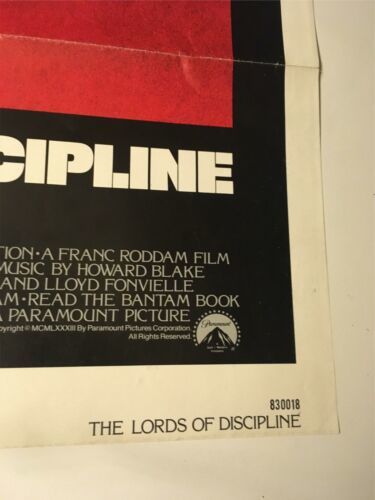 CIPLINE
TION • A FRANC RODDAM FILM
MUSIC BY HOWARD BLAKE
AND LLOYD FONVIELLE
AM • READ THE BANTAM BOOK
A PARAMOUNT PICTURE
opyright © MCMLXXXIII By Paramount Pictures Corporation
All Rights Reserved.
Paramount
830018
THE LORDS OF DISCIPLINE